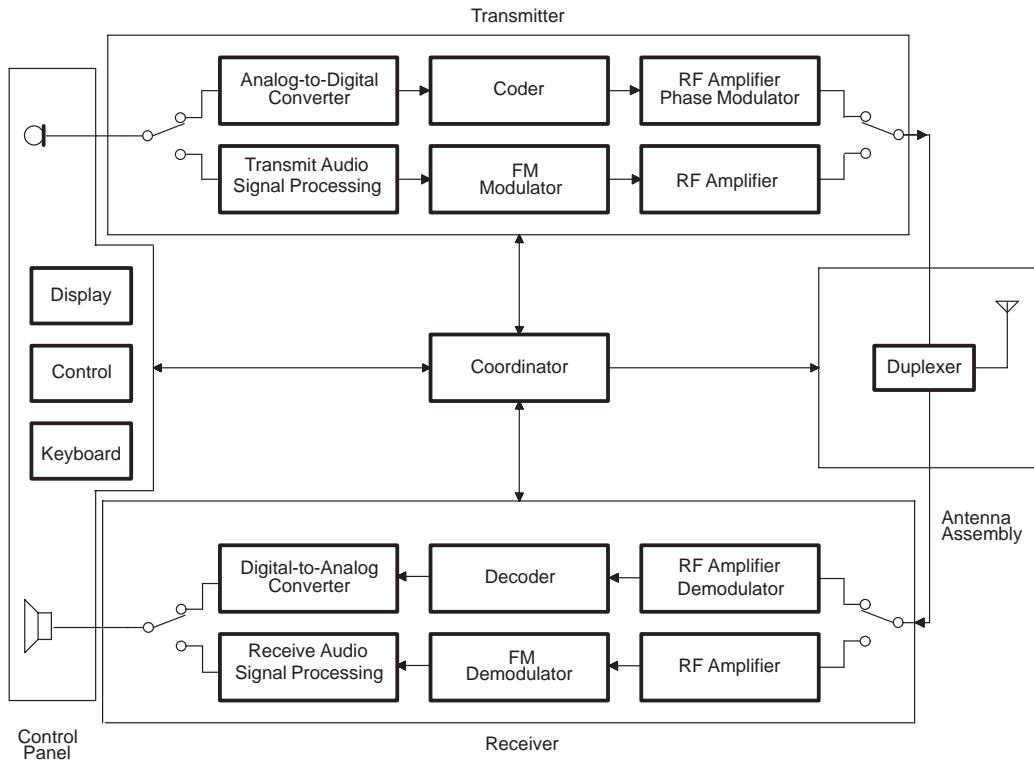 Transmitter
Analog-to-Digital
Converter
Coder
RF Amplifier
Phase Modulator
Transmit Audio
Signal Processing
FM
Modulator
RF Amplifier
Display
Control
Keyboard
Coordinator
Duplexer
Antenna
Assembly
Digital-to-Analog
Converter
Decoder
RF Amplifier
Demodulator
Receive Audio
Signal Processing
FM
Demodulator
RF Amplifier
Control
Panel
Receiver